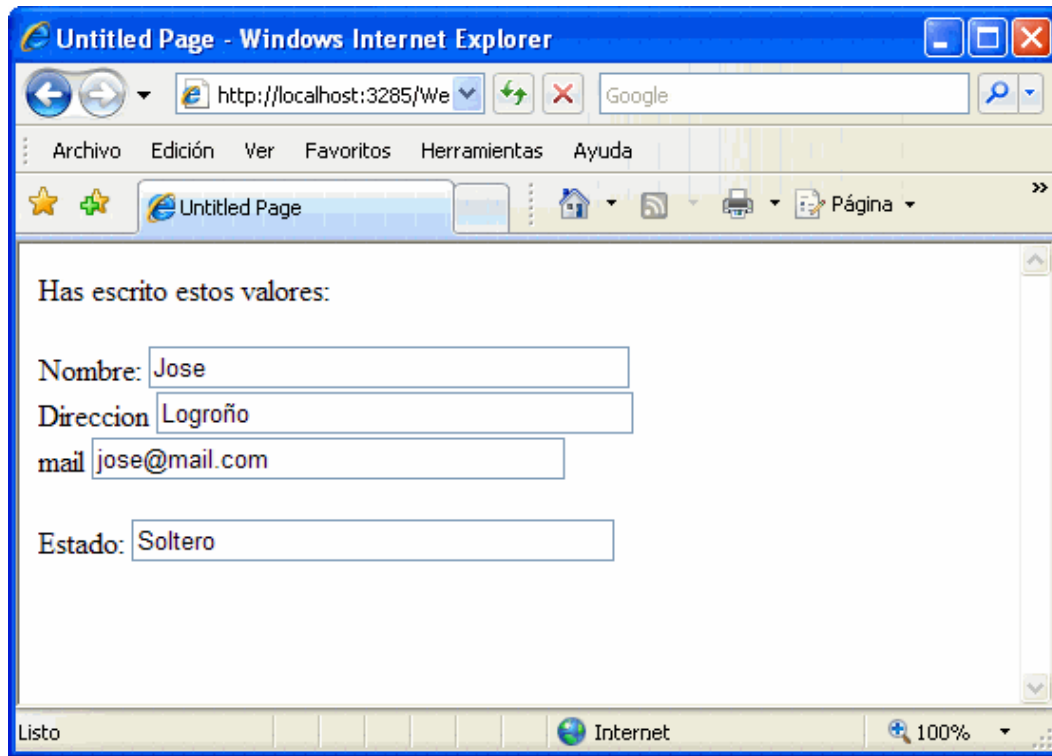 Untitled Page - Windows Internet Explorer
http://localhost:3285/We
Google
Archivo Edición Ver Favoritos Herramientas Ayuda
Untitled Page Página »
Has escrito estos valores:
Nombre: Jose
Direccion Logroño
mail jose@mail.com
Estado: Soltero
Listo Internet 100%